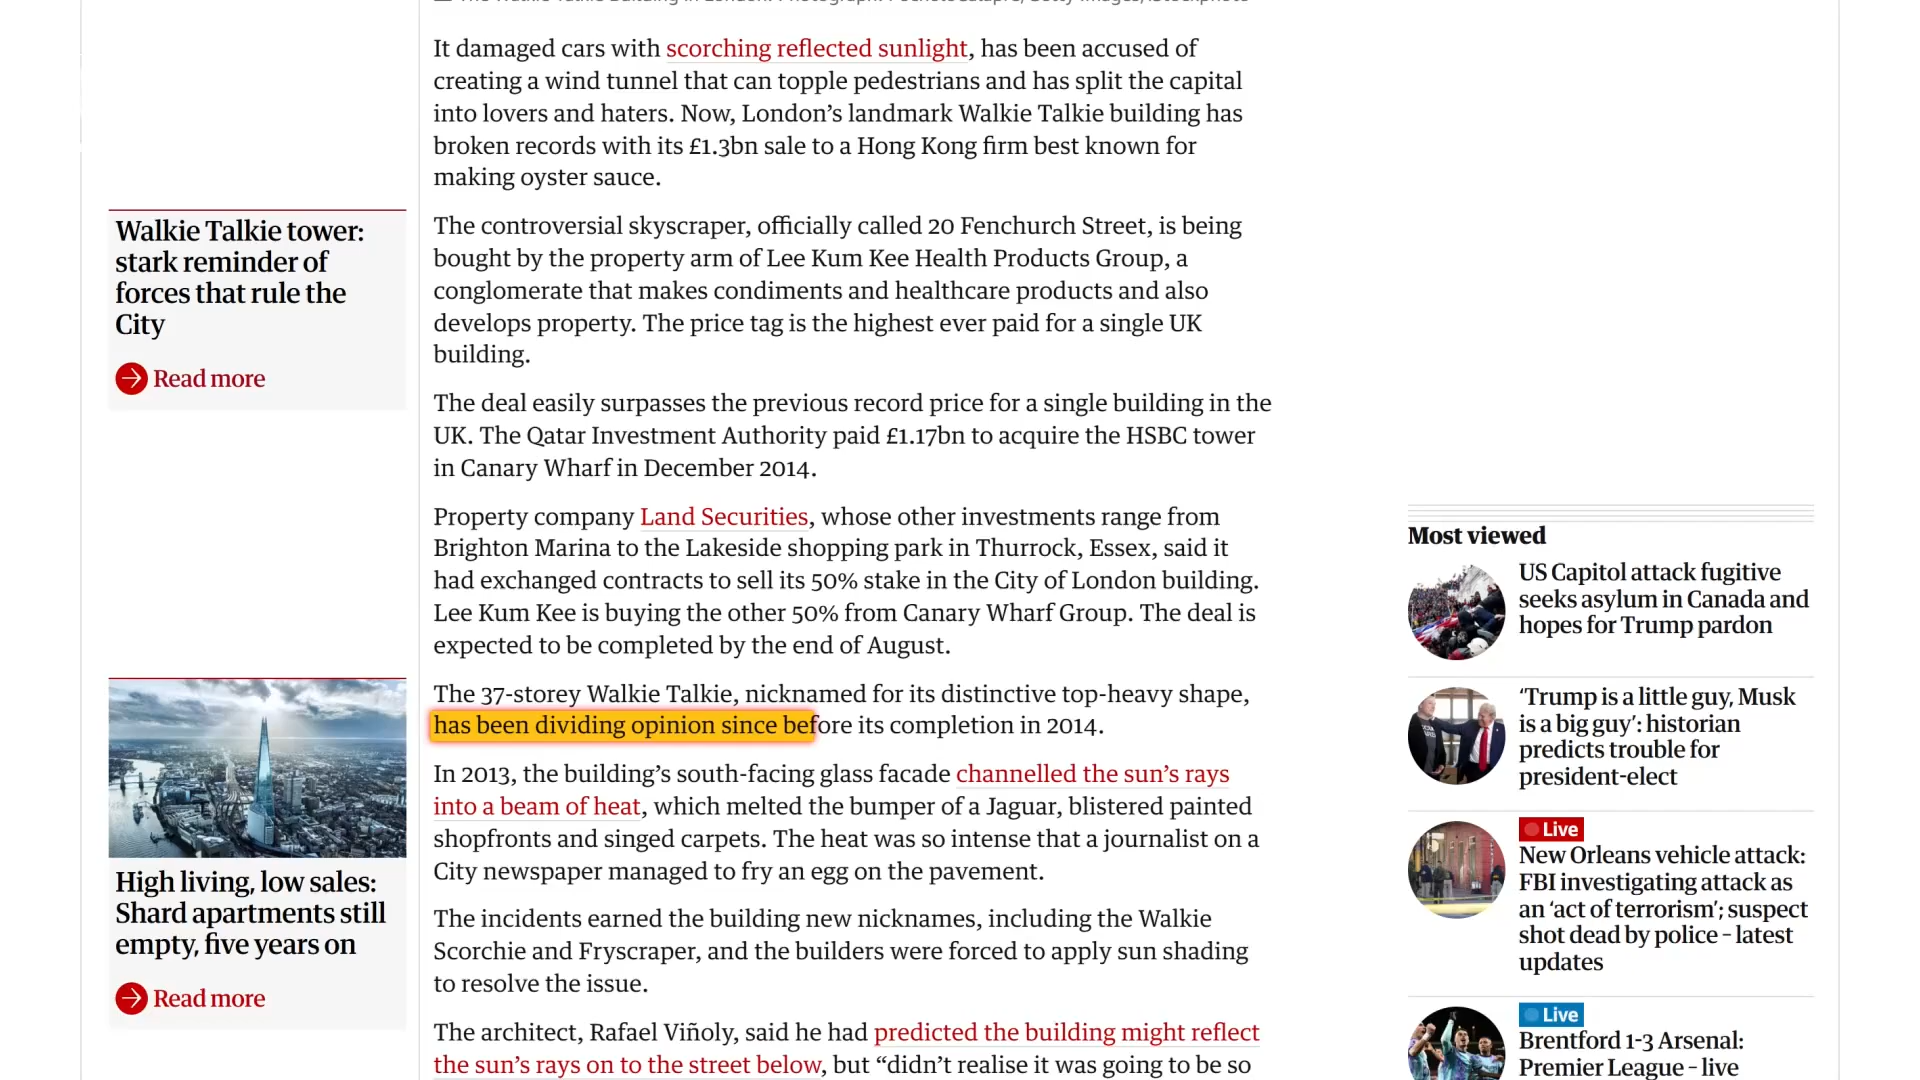 It damaged cars with scorching reflected sunlight, has been accused of
creating a wind tunnel that can topple pedestrians and has split the capital
into lovers and haters. Now, London’s landmark Walkie Talkie building has
broken records with its £1.3bn sale to a Hong Kong firm best known for
making oyster sauce.
Walkie Talkie tower:
stark reminder of
forces that rule the
City
Read more
The controversial skyscraper, officially called 20 Fenchurch Street, is being
bought by the property arm of Lee Kum Kee Health Products Group, a
conglomerate that makes condiments and healthcare products and also
develops property. The price tag is the highest ever paid for a single UK
building.
The deal easily surpasses the previous record price for a single building in the
UK. The Qatar Investment Authority paid £1.17bn to acquire the HSBC tower
in Canary Wharf in December 2014.
Property company Land Securities, whose other investments range from
Brighton Marina to the Lakeside shopping park in Thurrock, Essex, said it
had exchanged contracts to sell its 50% stake in the City of London building.
Lee Kum Kee is buying the other 50% from Canary Wharf Group. The deal is
expected to be completed by the end of August.
High living, low sales:
Shard apartments still
empty, five years on
Read more
The 37-storey Walkie Talkie, nicknamed for its distinctive top-heavy shape,
has been dividing opinion since before its completion in 2014.
In 2013, the building’s south-facing glass facade channelled the sun’s rays
into a beam of heat, which melted the bumper of a Jaguar, blistered painted
shopfronts and singed carpets. The heat was so intense that a journalist on a
City newspaper managed to fry an egg on the pavement.
The incidents earned the building new nicknames, including the Walkie
Scorchie and Fryscraper, and the builders were forced to apply sun shading
to resolve the issue.
The architect, Rafael Viñoly, said he had predicted the building might reflect
the sun’s rays on to the street below, but “didn’t realise it was going to be so
Most viewed
US Capitol attack fugitive
seeks asylum in Canada and
hopes for Trump pardon
‘Trump is a little guy, Musk
is a big guy’: historian
predicts trouble for
president-elect
Live
New Orleans vehicle attack:
FBI investigating attack as
an ‘act of terrorism’; suspect
shot dead by police – latest
updates
Live
Brentford 1-3 Arsenal:
Premier League – live